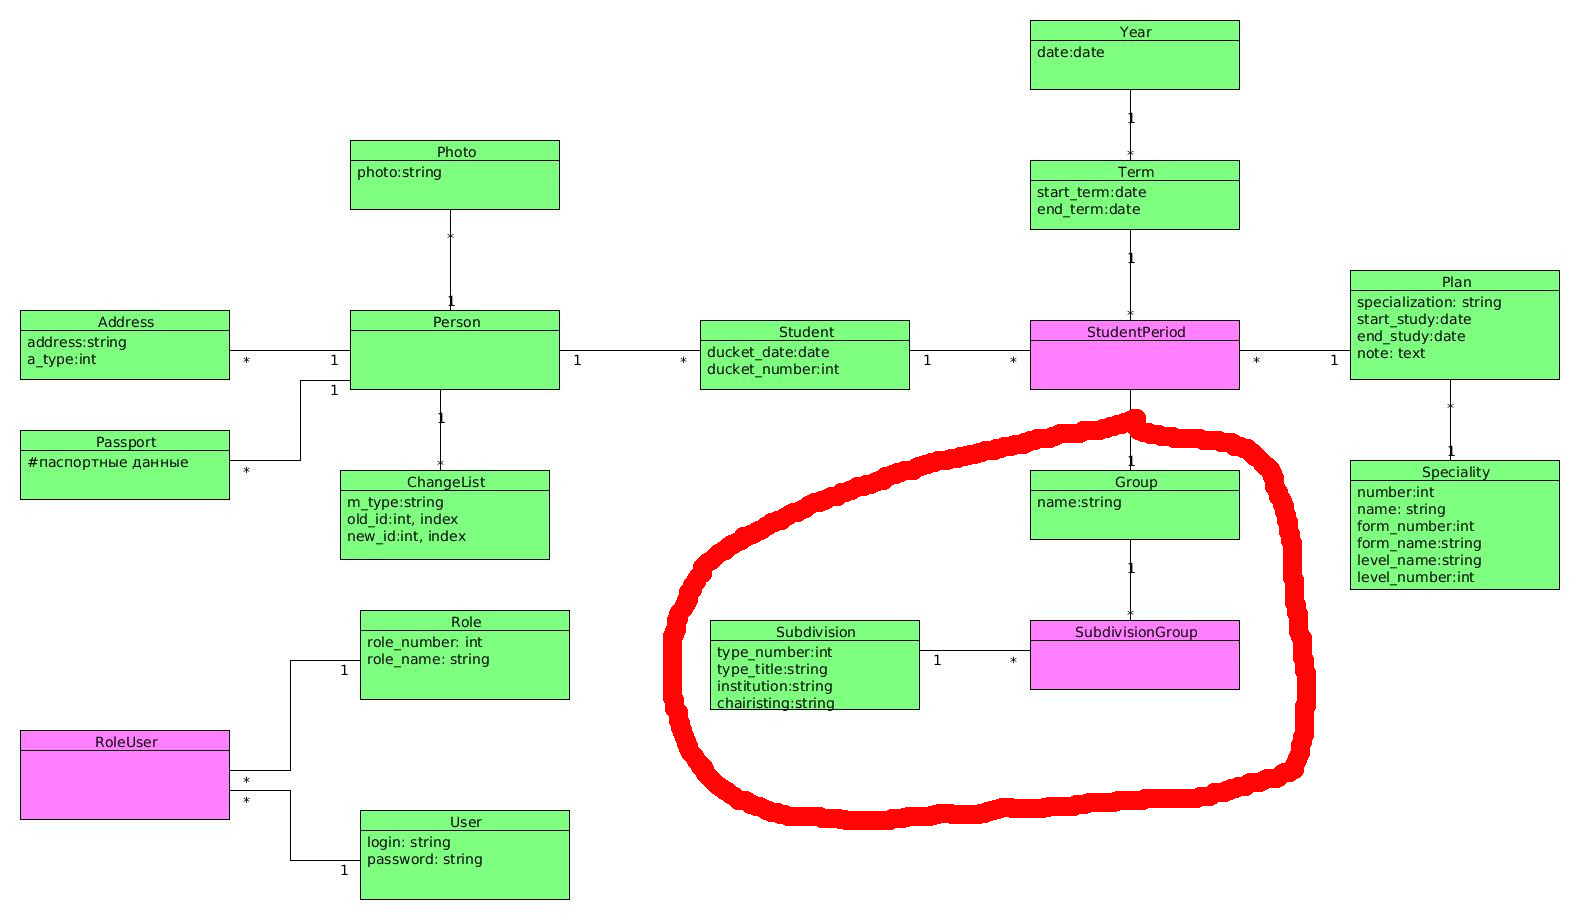 Year
date:date
1
*
Term
start_term:date
end_term:date
1
*
Photo
photo:string
*
1
Address
address:string
a_type:int
*
1
Person
1
*
Student
ducket_date:date
ducket_number:int
1
*
StudentPeriod
*
1
Plan
specialization: string
start_study:date
end_study:date
note: text
*
1
Speciality
number:int
name: string
form_number:int
form_name:string
level_name:string
level_number:int
1
Passport
#паспортные данные
*
1
*
ChangeList
m_type:string
old_id:int, index
new_id:int, index
1
Group
name:string
1
*
Subdivision
type_number:int
type_title:string
institution:string
chairisting:string
1
*
SubdivisionGroup
Role
role_number: int
role_name: string
1
RoleUser
*
*
User
login: string
password: string
1